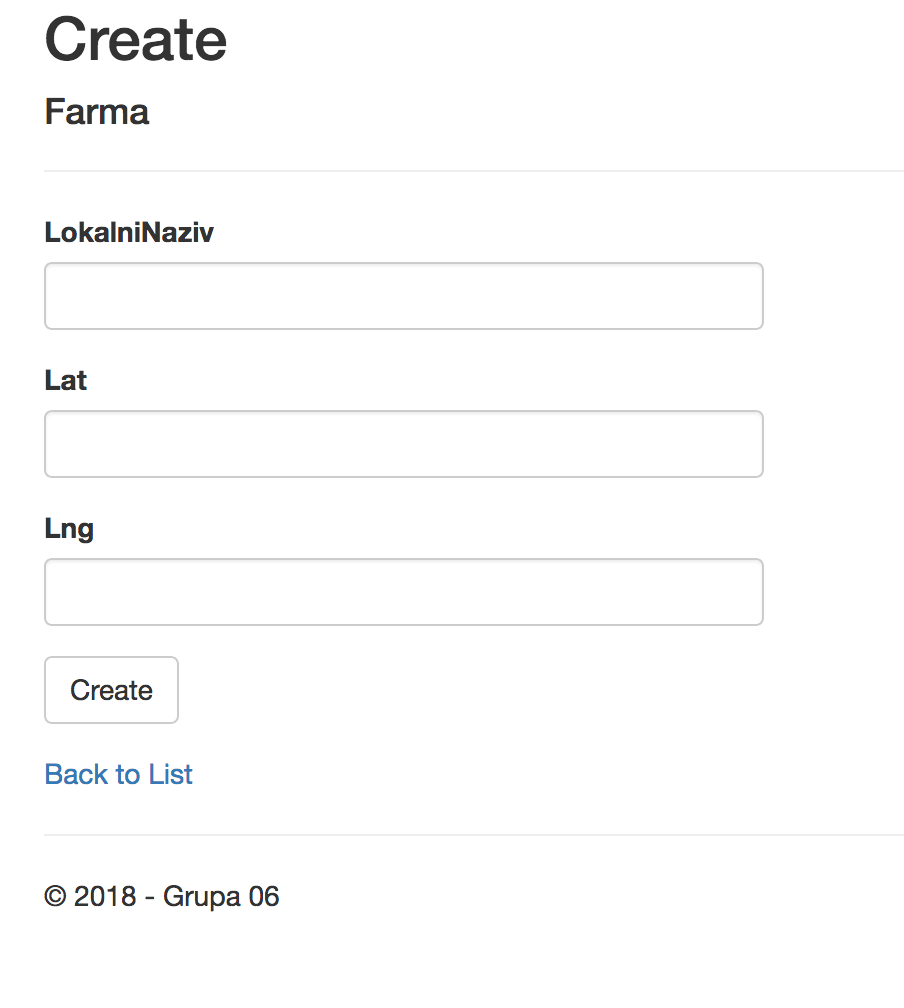 Create
Farma
LokalniNaziv
Lat
Lng
Create
Back to List
© 2018 - Grupa 06